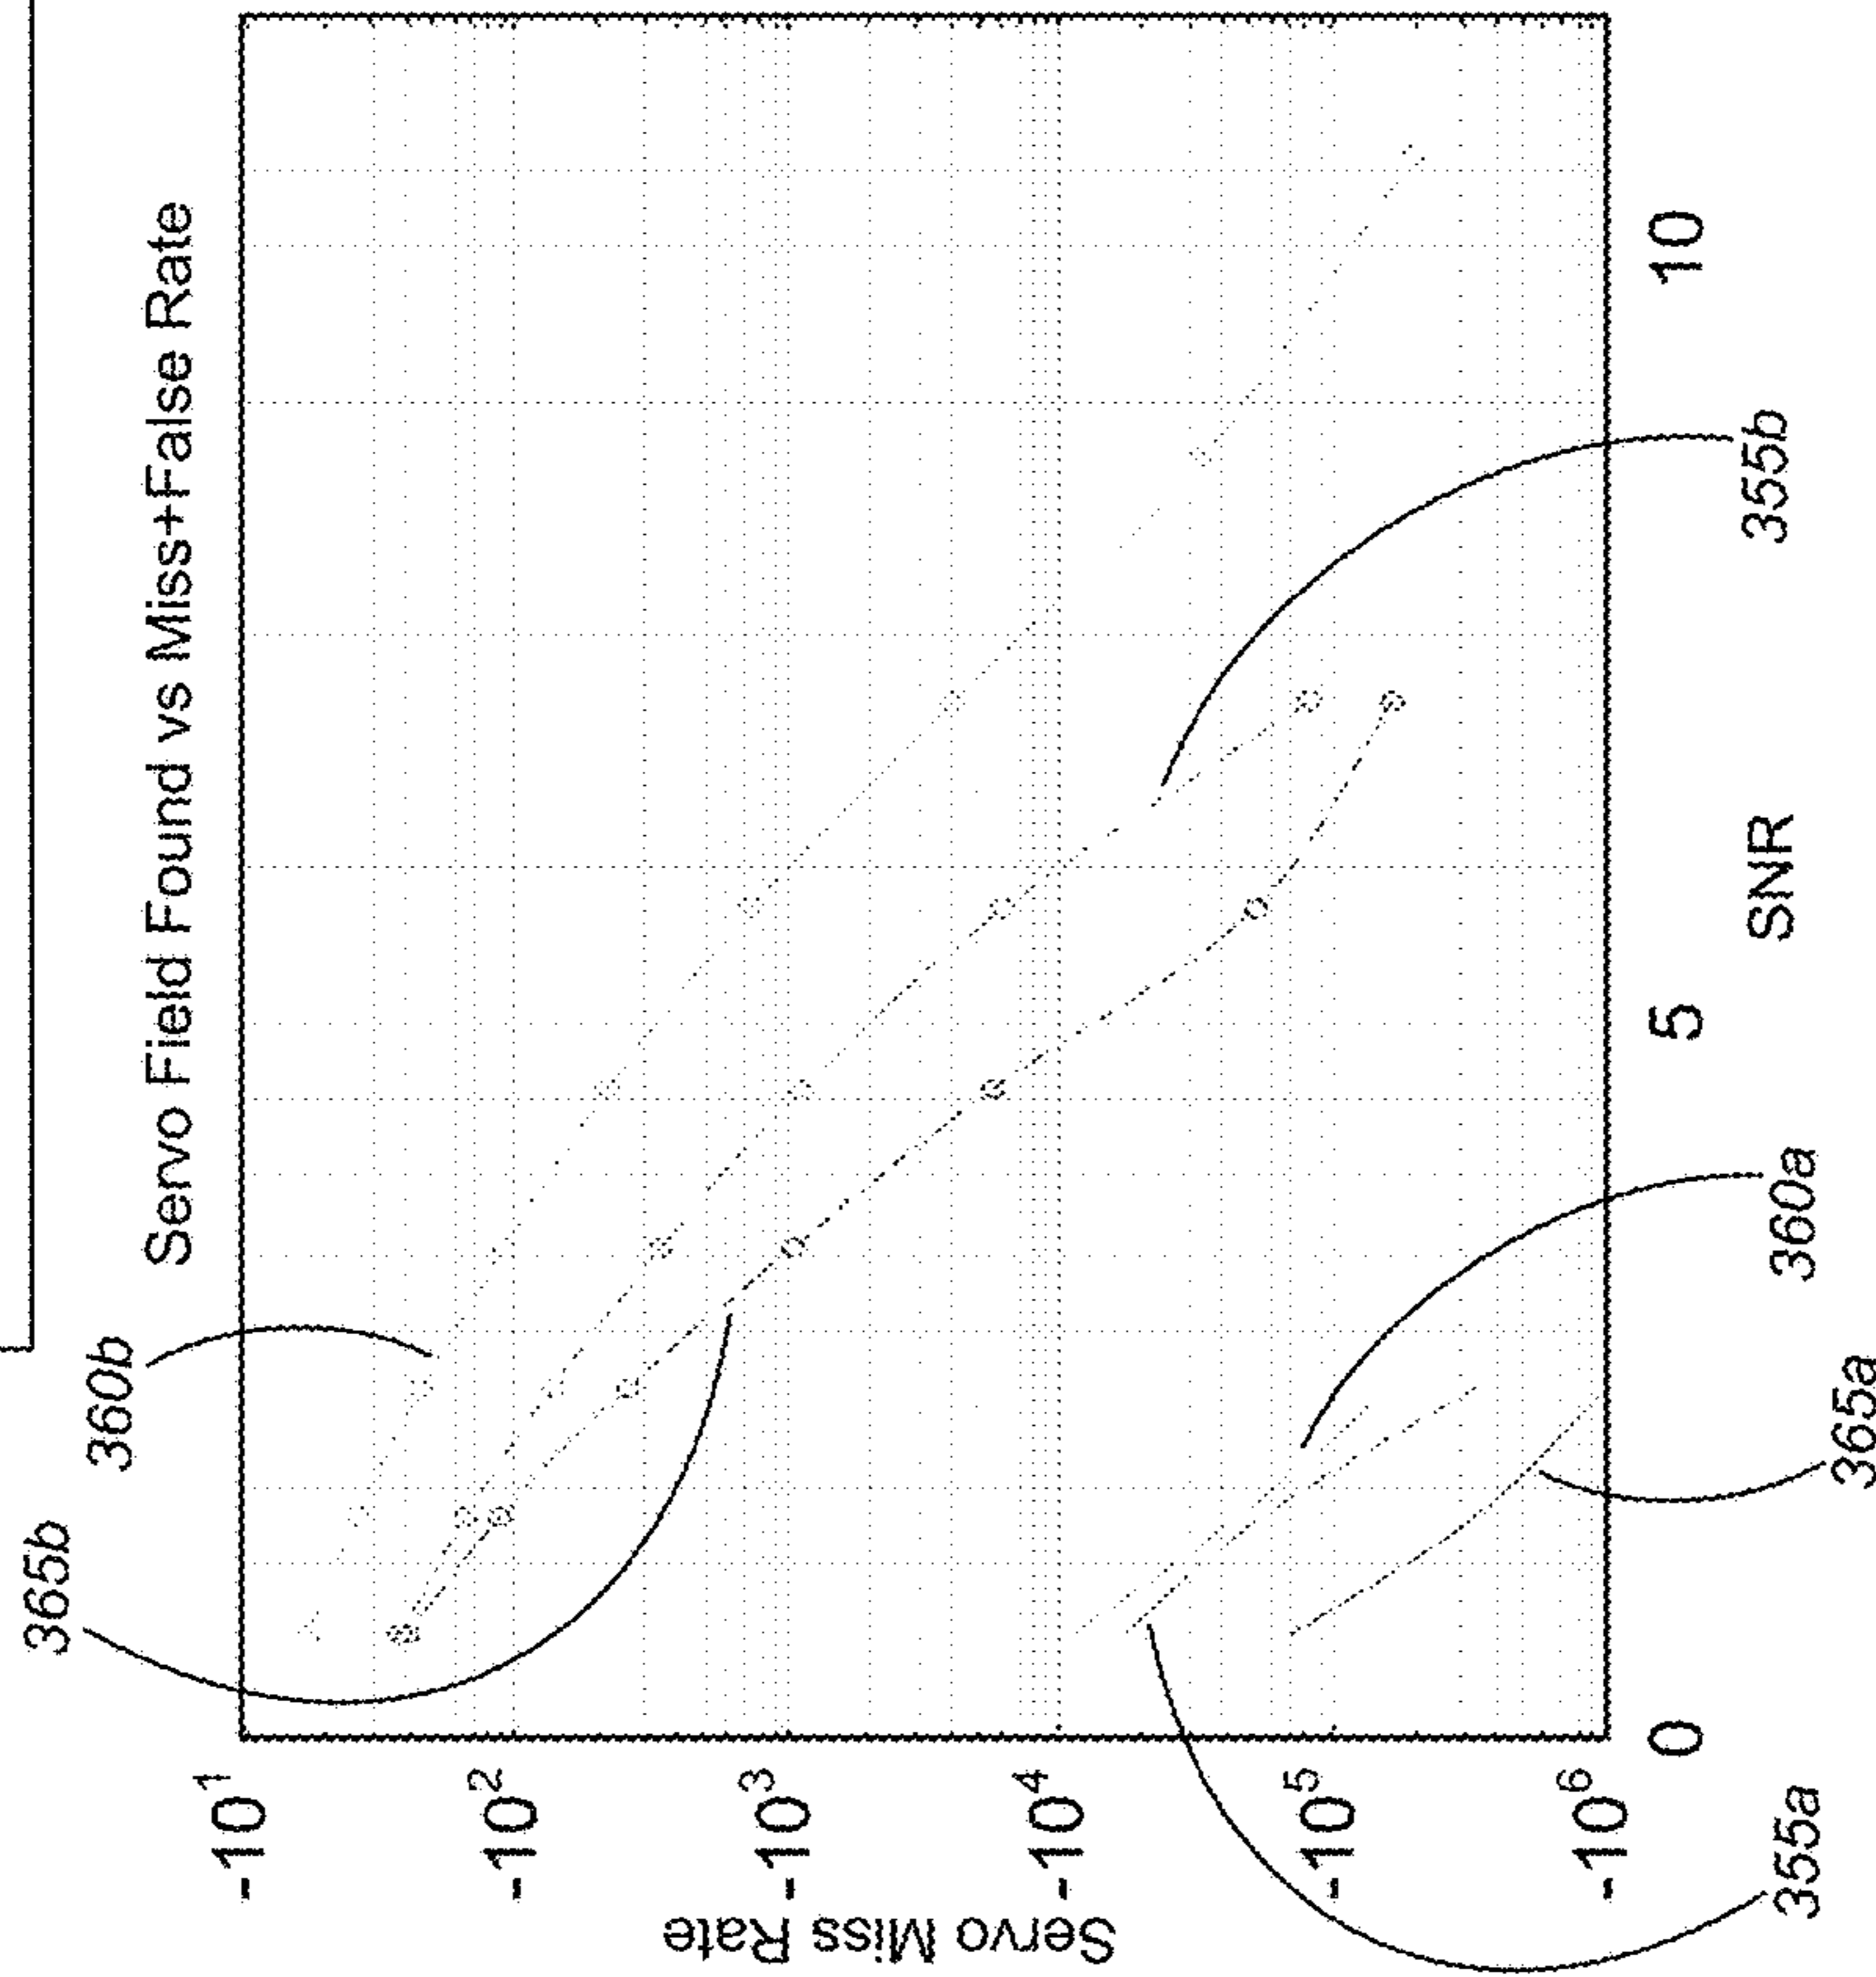 Servo Field Found vs Miss+False Rate
365b
360b
Servo Miss Rate
-10 1
-10 2
-10 3
-10 4
-10 5
-10 6
0
5
10
SNR
355a
365a
360a
355b